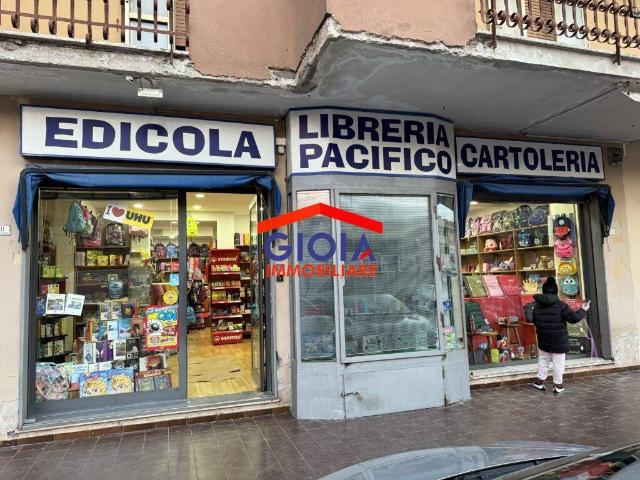 EDICOLA
LIBRERIA
PACIFICO
CARTOLERIA
I ❤ UHU
GIOIA
IMMOBILIARE